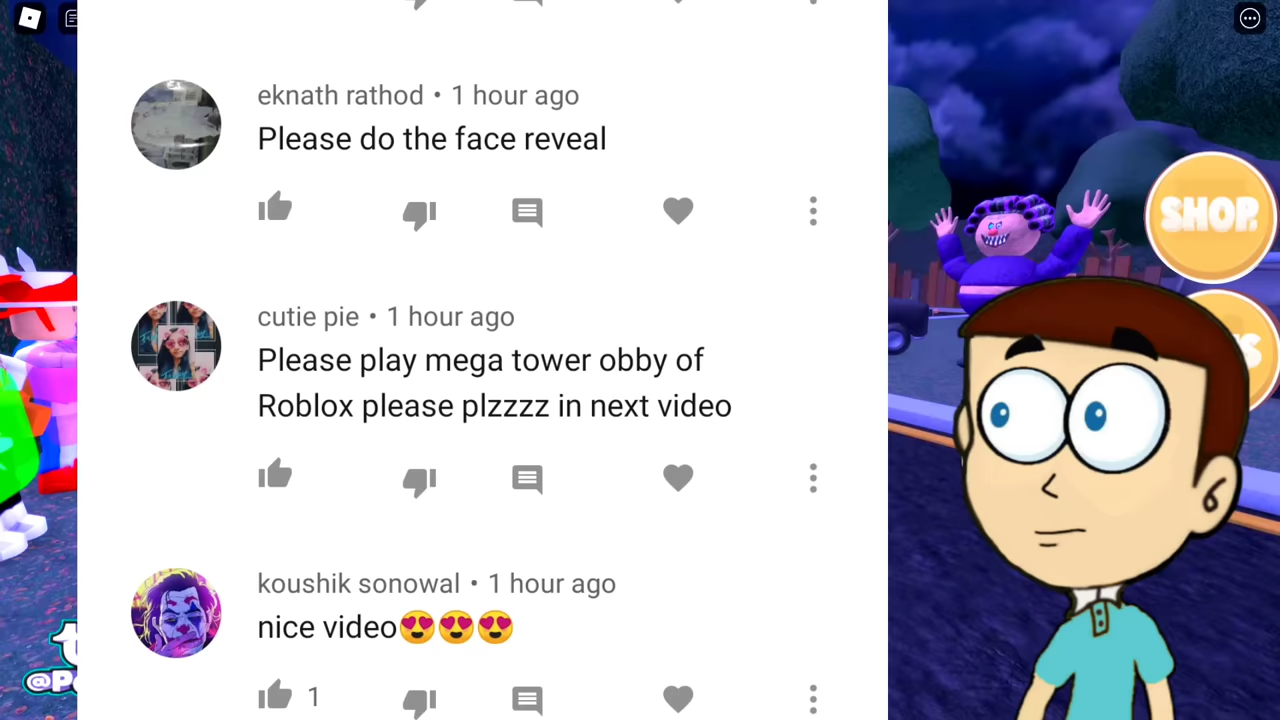 eknath rathod • 1 hour ago
Please do the face reveal
SHOP
cutie pie • 1 hour ago
Please play mega tower obby of
Roblox please plzzzz in next video
koushik sonowal • 1 hour ago
nice video😍😍😍
1